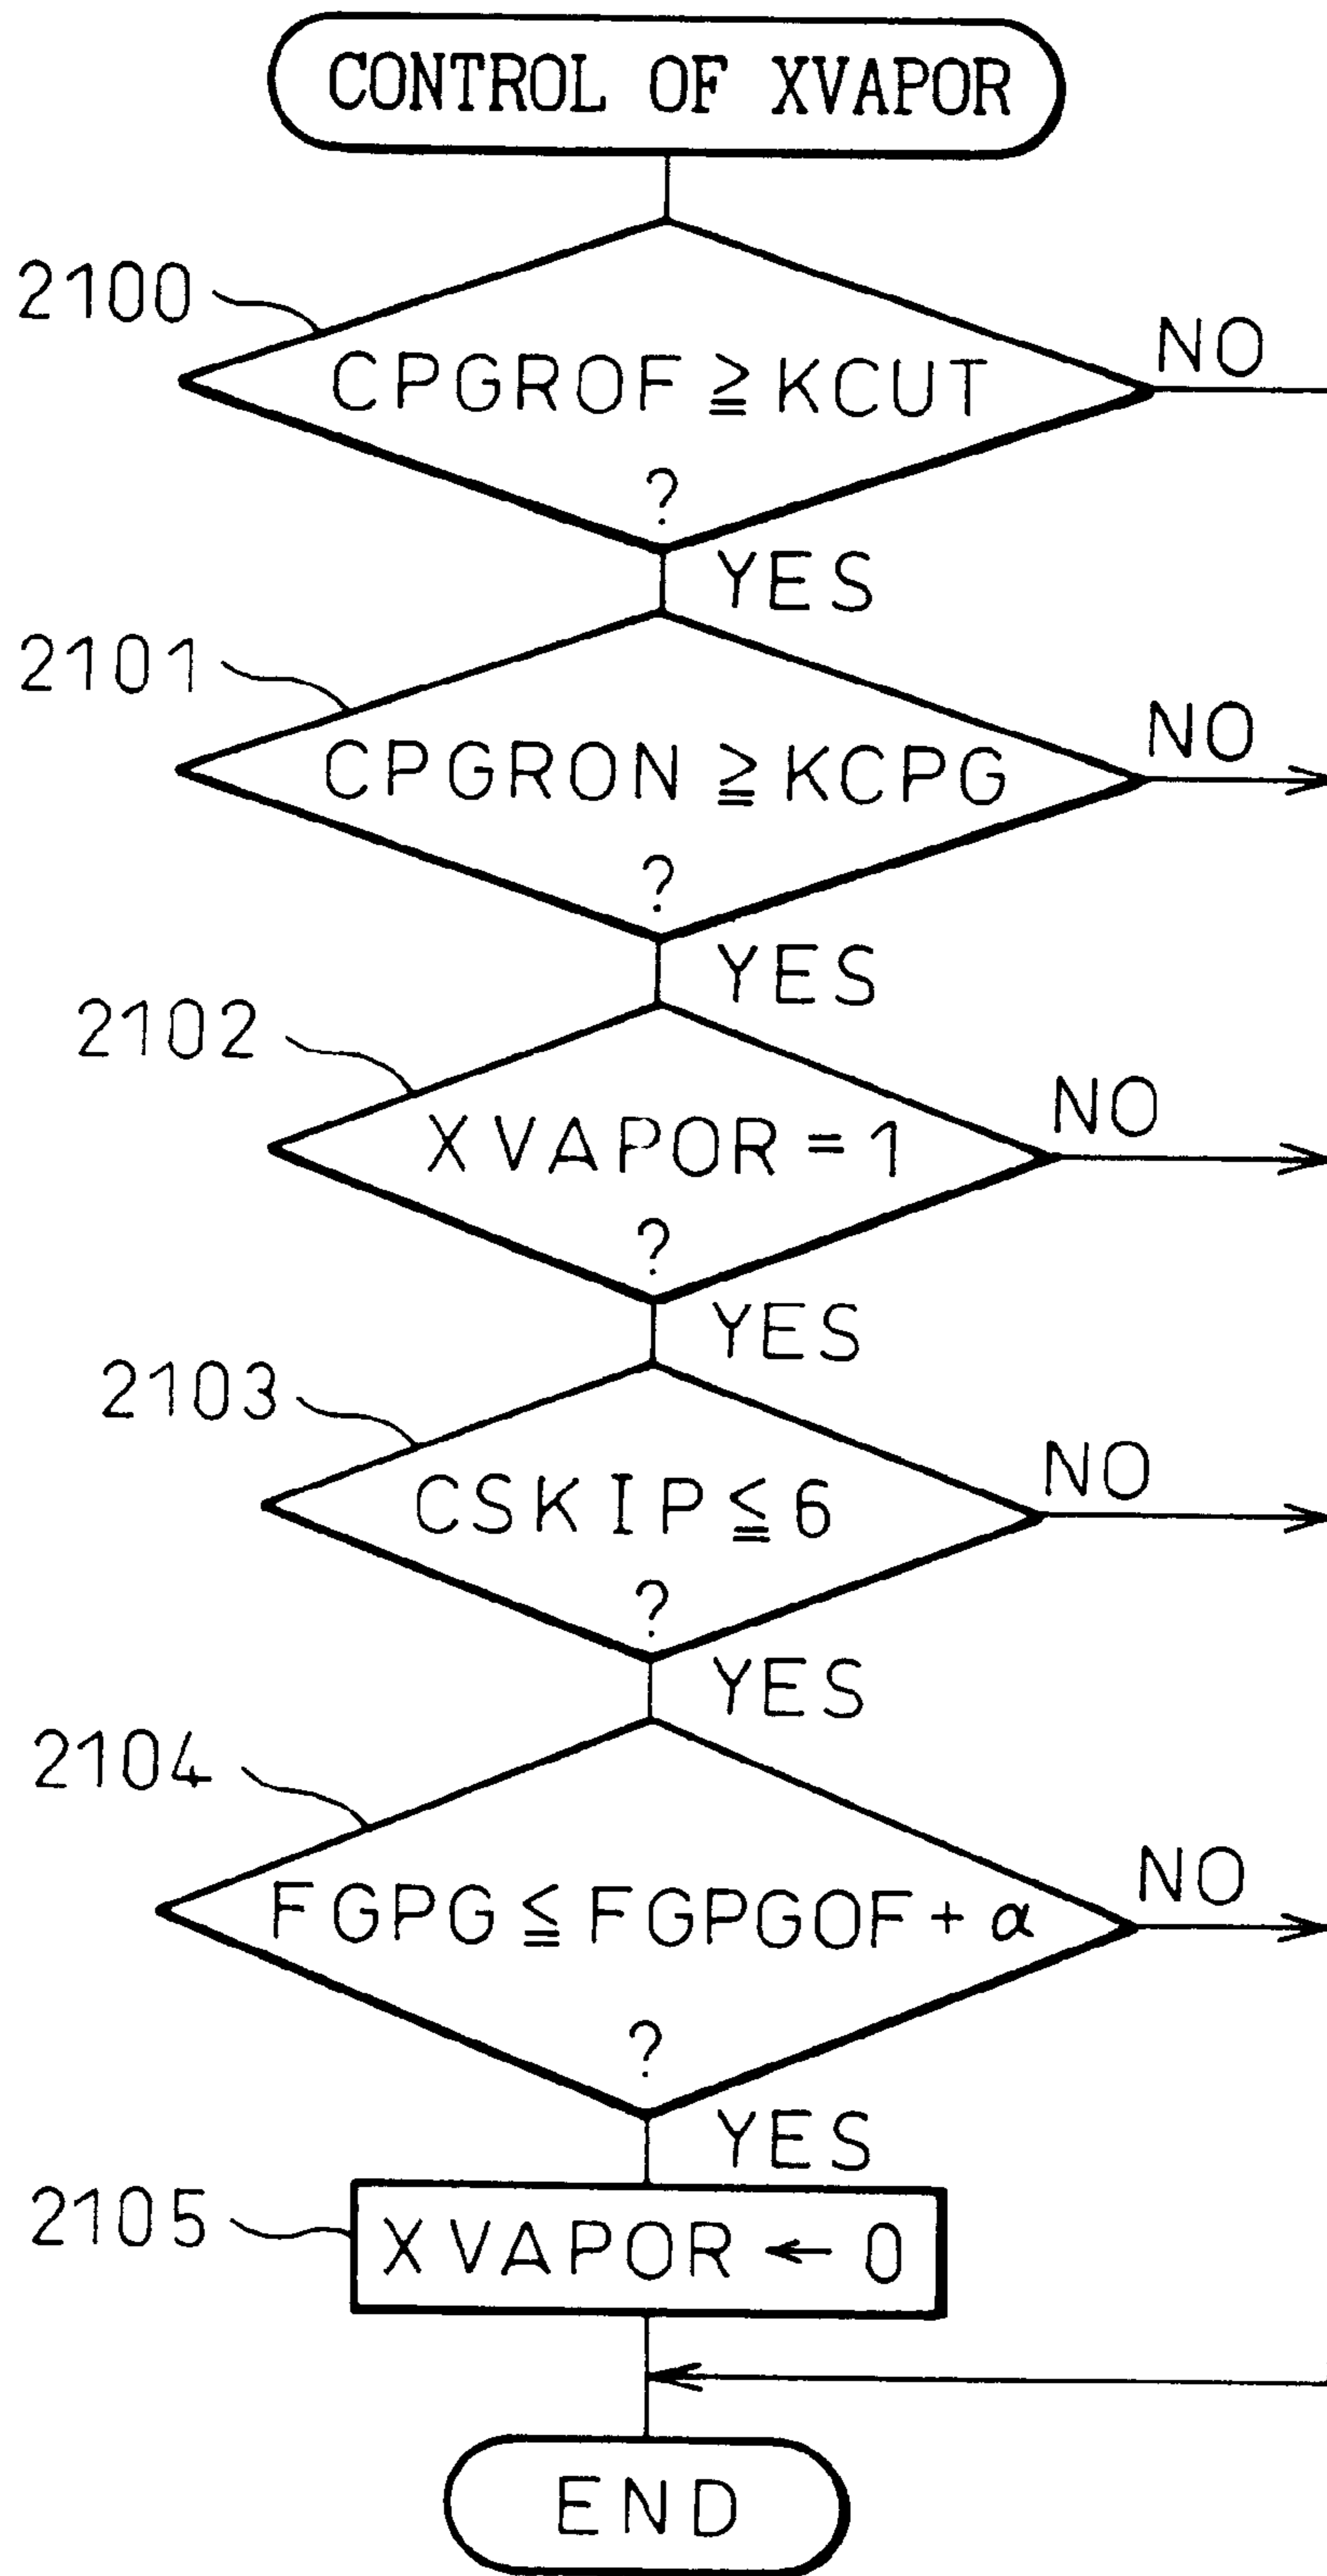 CONTROL OF XVAPOR
2100
CPGROF ≧ KCUT
?
NO
YES
2101
CPGRON ≧ KCPG
?
NO
YES
2102
XVAPOR = 1
?
NO
YES
2103
CSKIP ≦ 6
?
NO
YES
2104
FGPG ≦ FGPGOF + α
?
NO
YES
2105
XVAPOR ← 0
END